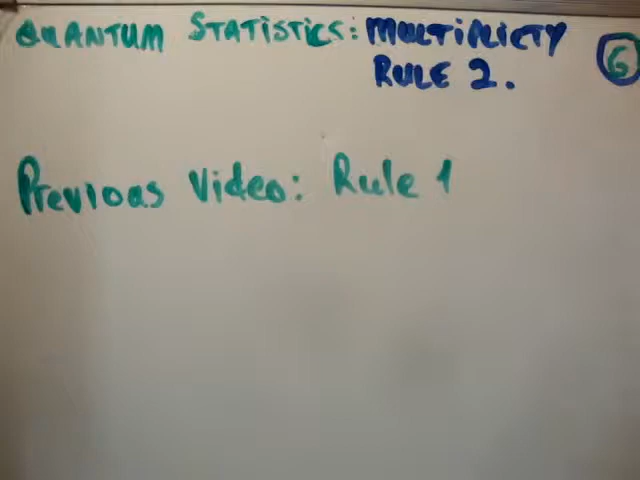 QUANTUM STATISTICS: MULTIPLICTY
RULE 2.
6
Previous Video: Rule 1